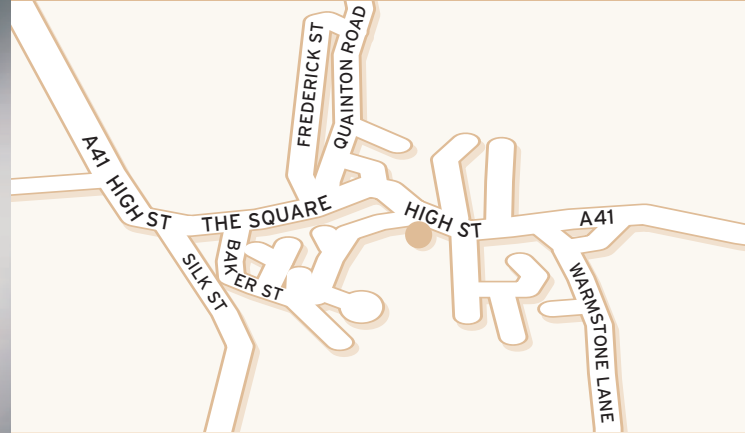 FREDERICK ST
QUAINTON ROAD
A41 HIGH ST
THE SQUARE
HIGH ST
A41
BAKER ST
SILK ST
WARMSTONE LANE